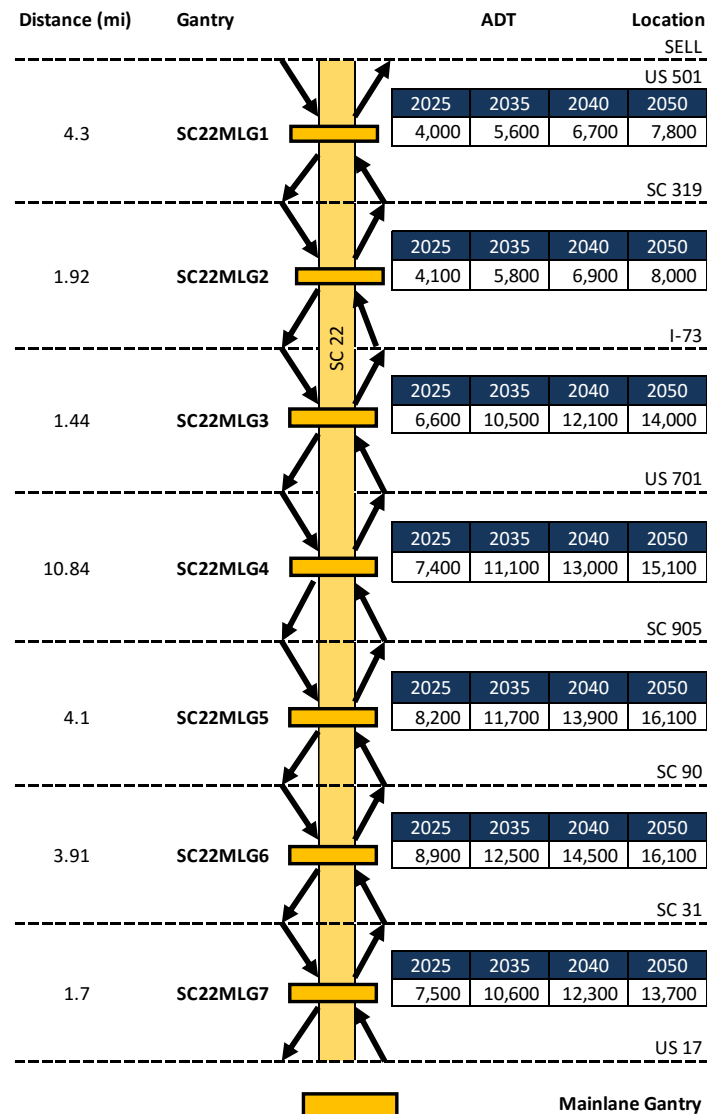 Distance (mi) Gantry ADT Location
SELL
US 501
2025 2035 2040 2050
4.3 SC22MLG1 4,000 5,600 6,700 7,800
SC 319
2025 2035 2040 2050
1.92 SC22MLG2 4,100 5,800 6,900 8,000
SC 22
I-73
2025 2035 2040 2050
1.44 SC22MLG3 6,600 10,500 12,100 14,000
US 701
2025 2035 2040 2050
10.84 SC22MLG4 7,400 11,100 13,000 15,100
SC 905
2025 2035 2040 2050
4.1 SC22MLG5 8,200 11,700 13,900 16,100
SC 90
2025 2035 2040 2050
3.91 SC22MLG6 8,900 12,500 14,500 16,100
SC 31
2025 2035 2040 2050
1.7 SC22MLG7 7,500 10,600 12,300 13,700
US 17
Mainlane Gantry